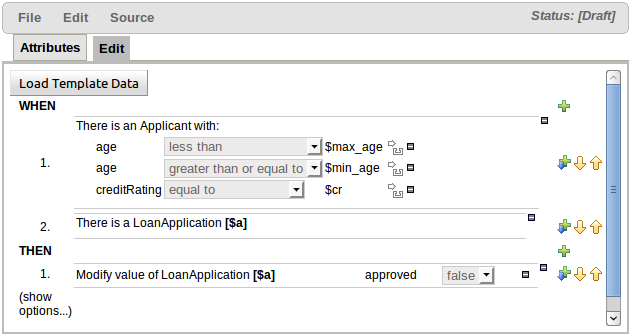 File Edit Source Status: [Draft]
Attributes Edit
Load Template Data
WHEN
There is an Applicant with:
1. age less than $max_age
age greater than or equal to $min_age
creditRating equal to $cr
2. There is a LoanApplication [$a]
THEN
1. Modify value of LoanApplication [$a] approved false
(show
options...)